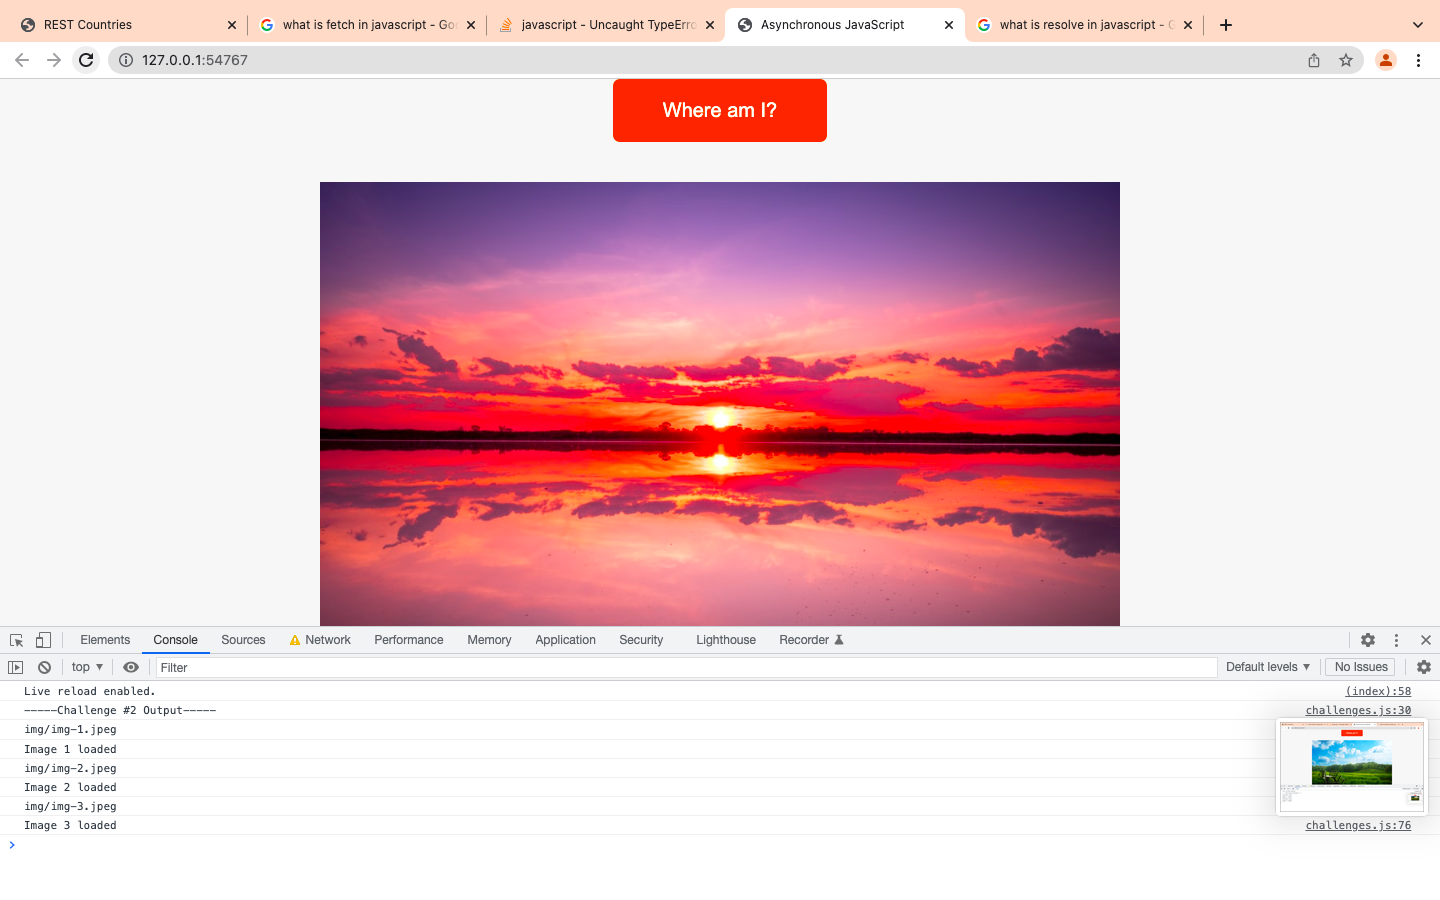 REST Countries
what is fetch in javascript - Goo
javascript - Uncaught TypeErro
Asynchronous JavaScript
what is resolve in javascript - G
127.0.0.1:54767
Where am I?
Elements Console Sources Network Performance Memory Application Security Lighthouse Recorder
top Filter Default levels No Issues
Live reload enabled. (index):58
-----Challenge #2 Output----- challenges.js:30
img/img-1.jpeg
Image 1 loaded
img/img-2.jpeg
Image 2 loaded
img/img-3.jpeg
Image 3 loaded challenges.js:76